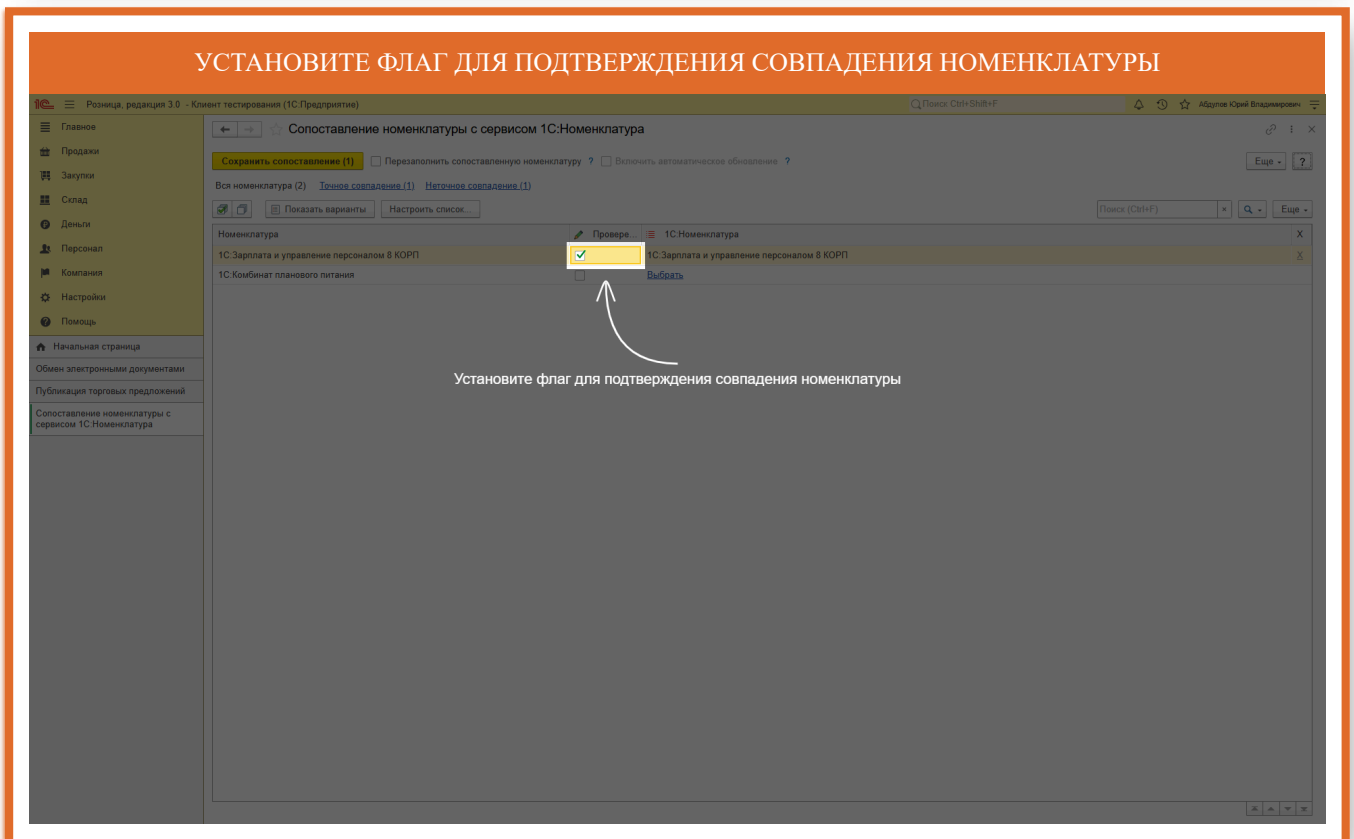 УСТАНОВИТЕ ФЛАГ ДЛЯ ПОДТВЕРЖДЕНИЯ СОВПАДЕНИЯ НОМЕНКЛАТУРЫ
1С Розница, редакция 3.0. - Клиент тестирования (1С:Предприятие) Поиск Ctrl+Shift+F Абдулов Юрий Владимирович
Главное
Продажи
Закупки
Склад
Деньги
Персонал
Компания
Настройки
Помощь
Начальная страница
Обмен электронными документами
Публикация торговых предложений
Сопоставление номенклатуры с
сервисом 1С:Номенклатура
Сопоставление номенклатуры с сервисом 1С:Номенклатура
Сохранить сопоставление (1) Перезаполнить сопоставленную номенклатуру ? Включить автоматическое обновление ? Еще ?
Вся номенклатура (2) Точное совпадение (1) Неточное совпадение (1)
Показать варианты Настроить список... Поиск (Ctrl+F) × Еще
Номенклатура Провере... 1С:Номенклатура X
1С:Зарплата и управление персоналом 8 КОРП 1С:Зарплата и управление персоналом 8 КОРП X
1С:Комбинат планового питания Выбрать
Установите флаг для подтверждения совпадения номенклатуры